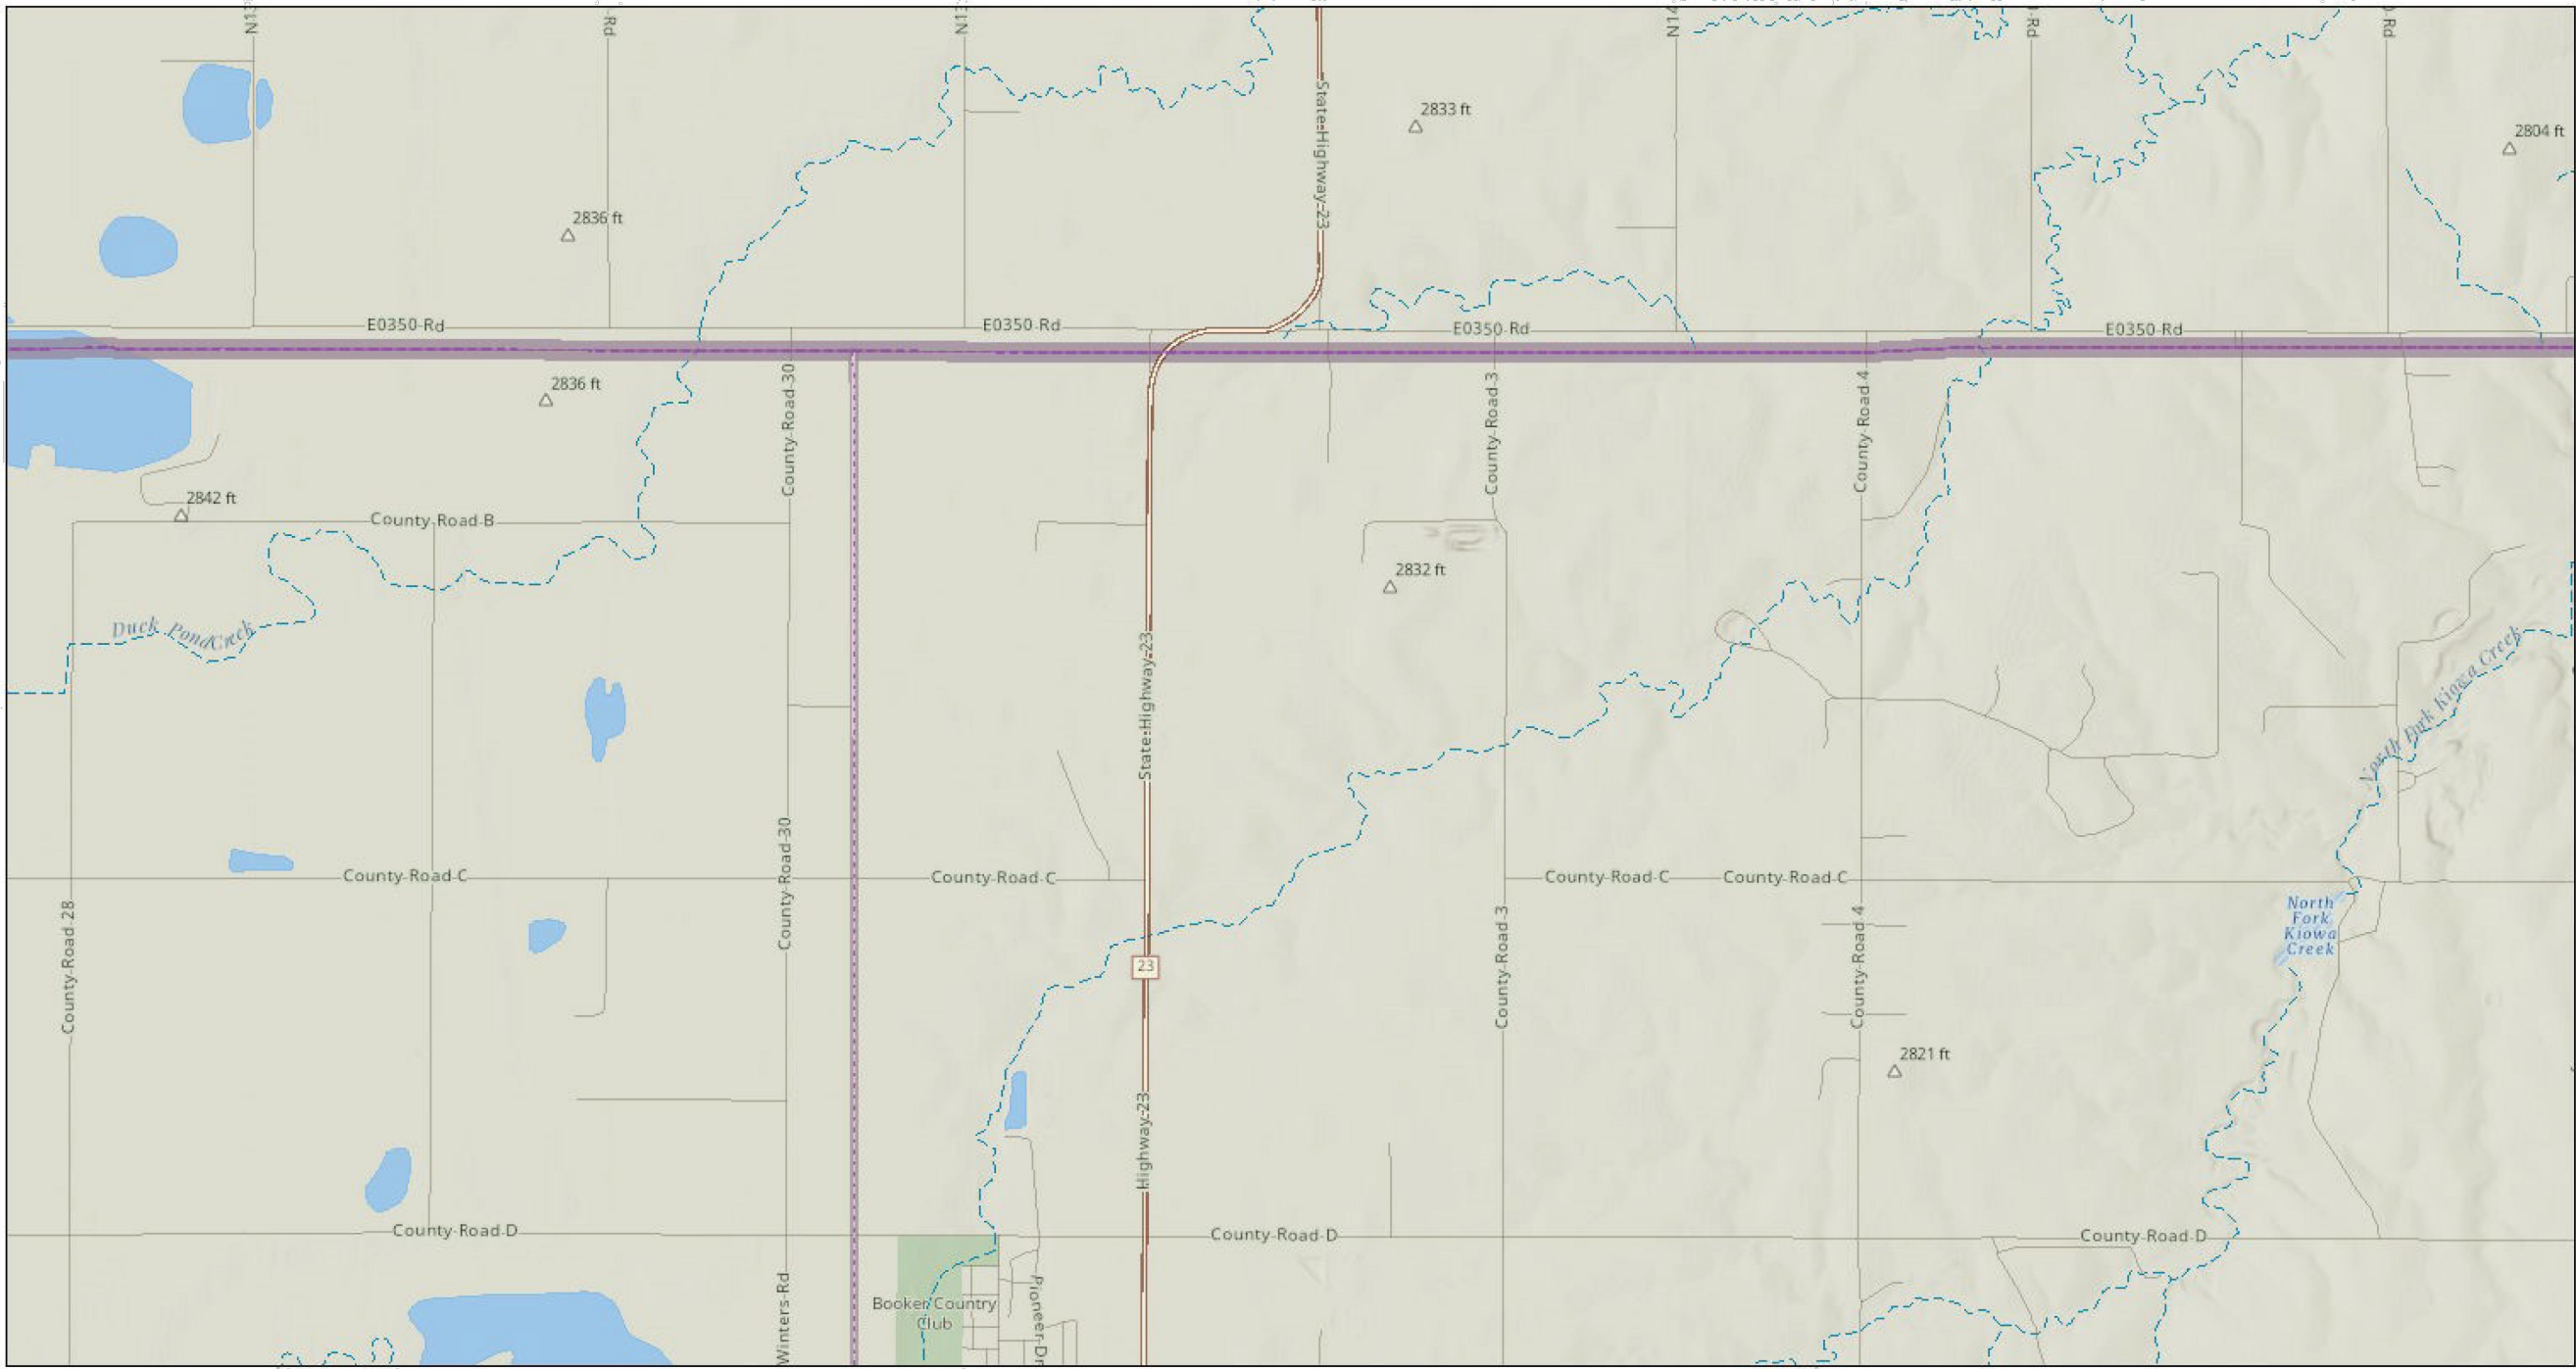 Rd
Rd
Rd
2833 ft
2804 ft
State-Highway-23
2836 ft
E0350-Rd
E0350-Rd
E0350-Rd
E0350-Rd
2836 ft
County-Road-30
County-Road-3
County-Road-4
2842 ft
County-Road-B
2832 ft
Duck PondCreek
State-Highway-23
North Fork Kiowa Creek
County-Road-30
County-Road-C
County-Road-C
County-Road-C
County-Road-C
County-Road-28
County-Road-3
County-Road-4
North
Fork
Kiowa
Creek
23
2821 ft
Highway-23
County-Road-D
County-Road-D
County-Road-D
Winters-Rd
Booker Country
Club
Pioneer-Dr